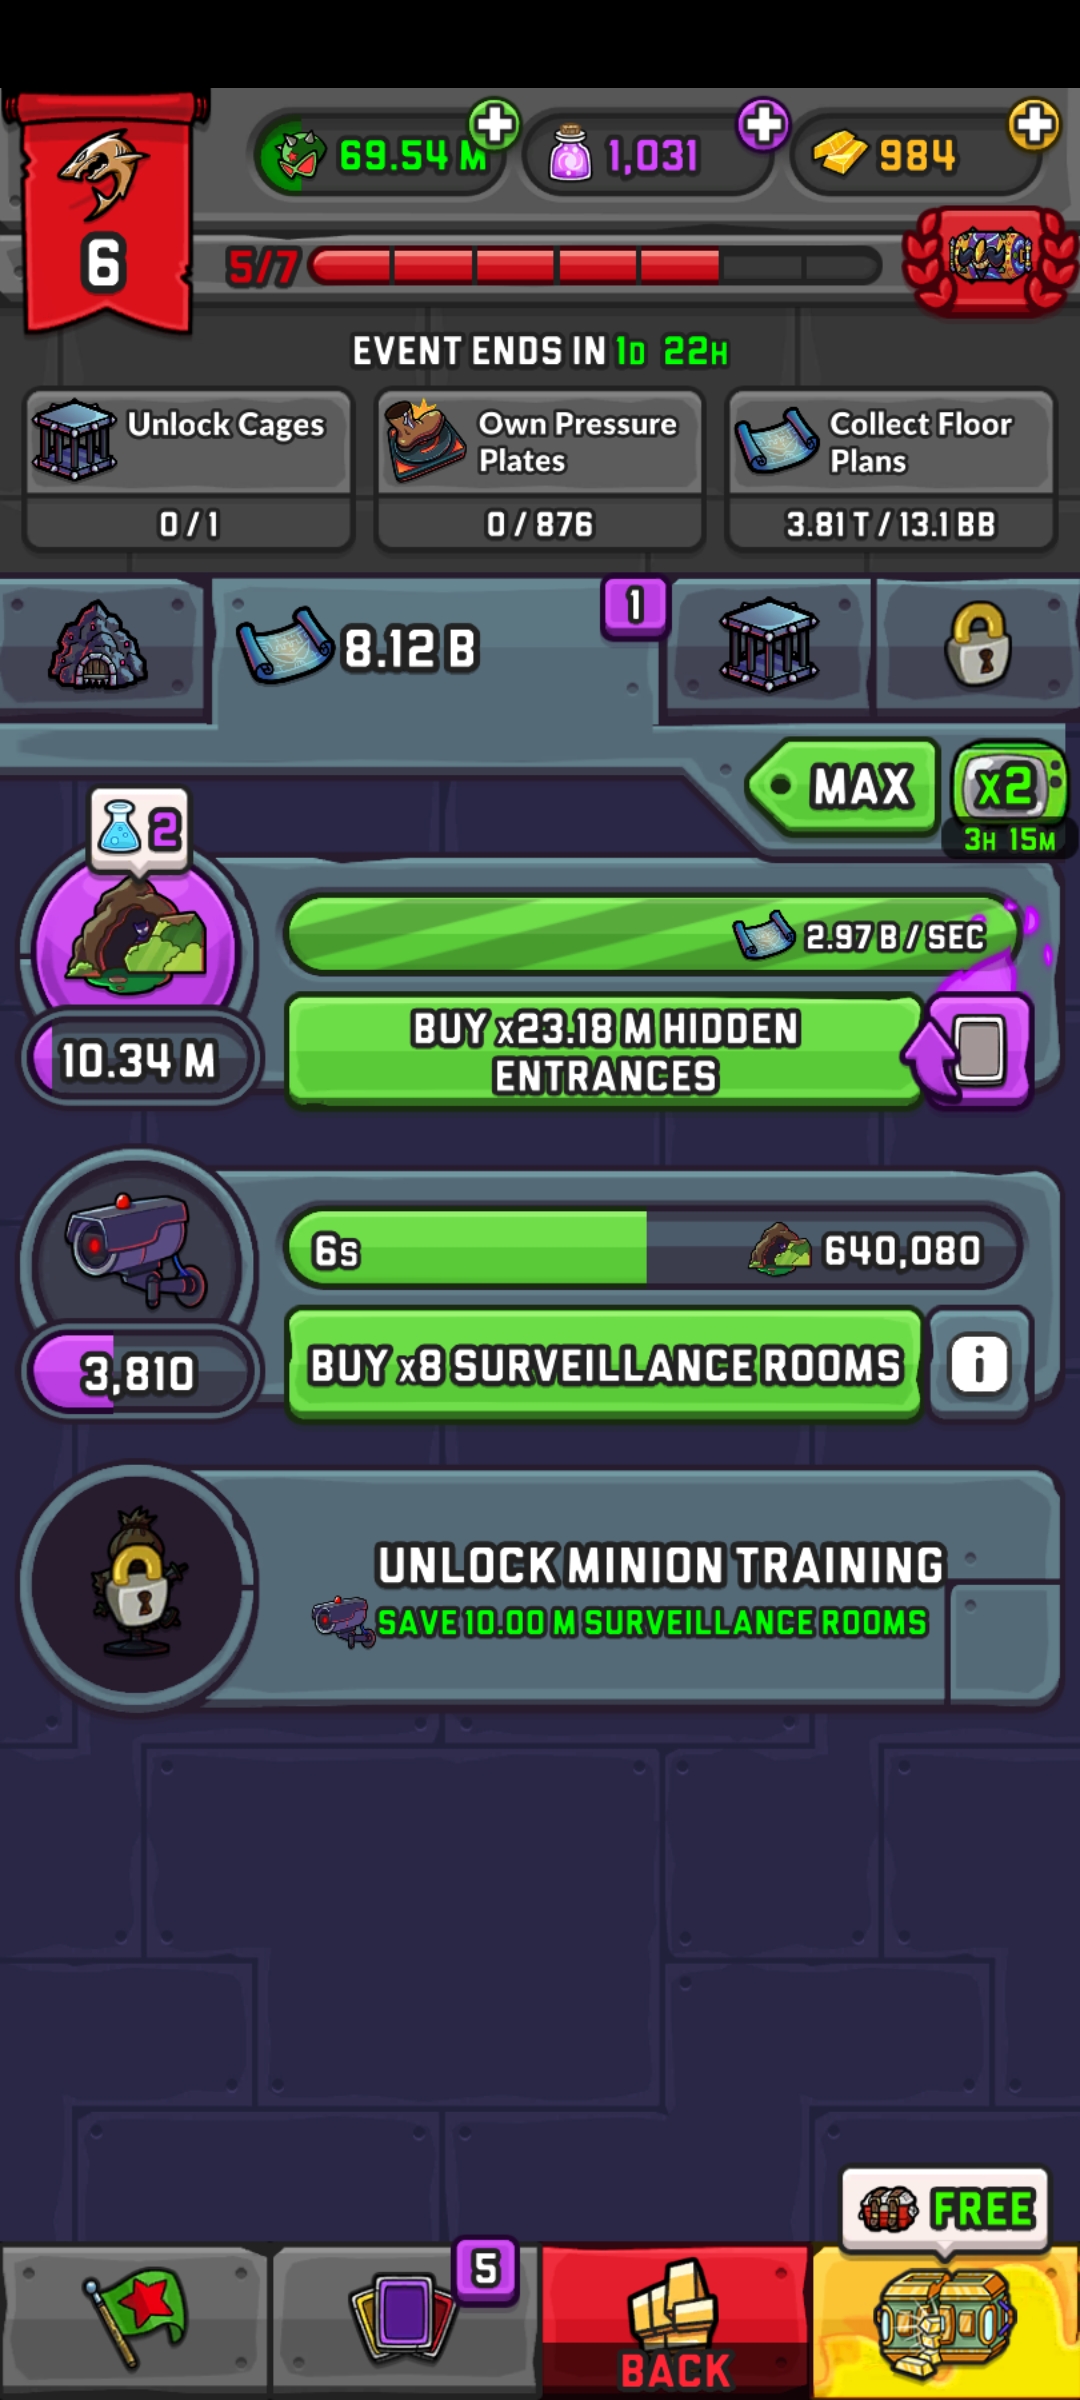 69.54 M
1,031
984
6
5/7
EVENT ENDS IN 1D 22H
Unlock Cages
0 / 1
Own Pressure
Plates
0 / 876
Collect Floor
Plans
3.81 T / 13.1 BB
8.12 B
1
MAX
x2
3H 15M
2
2.97 B / SEC
10.34 M
BUY x23.18 M HIDDEN
ENTRANCES
6s
640,080
3,810
BUY x8 SURVEILLANCE ROOMS
i
UNLOCK MINION TRAINING
SAVE 10.00 M SURVEILLANCE ROOMS
FREE
5
BACK